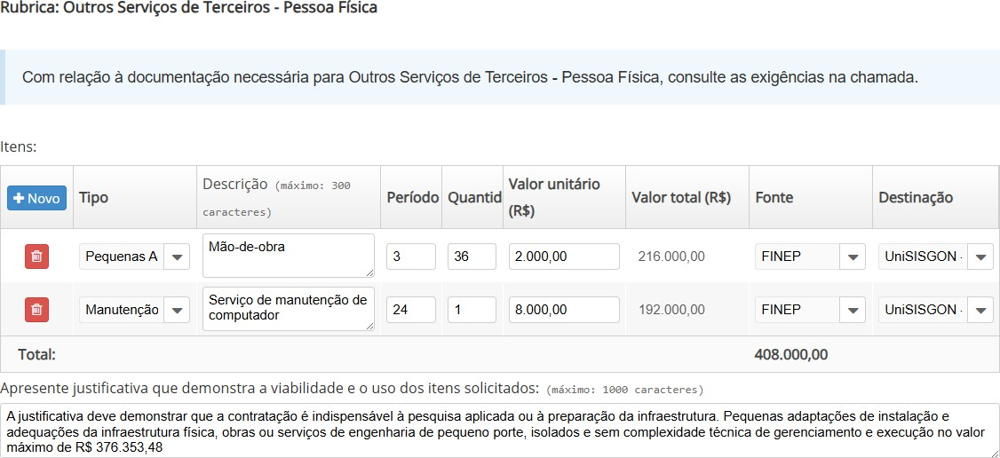 Rubrica: Outros Serviços de Terceiros - Pessoa Física
Com relação à documentação necessária para Outros Serviços de Terceiros - Pessoa Física, consulte as exigências na chamada.
Itens:
Novo Tipo Descrição (máximo: 300 caracteres) Período Quantid Valor unitário (R$) Valor total (R$) Fonte Destinação
Pequenas A Mão-de-obra 3 36 2.000,00 216.000,00 FINEP UniSISGON -
Manutenção Serviço de manutenção de computador 24 1 8.000,00 192.000,00 FINEP UniSISGON -
Total: 408.000,00
Apresente justificativa que demonstra a viabilidade e o uso dos itens solicitados: (máximo: 1000 caracteres)
A justificativa deve demonstrar que a contratação é indispensável à pesquisa aplicada ou à preparação da infraestrutura. Pequenas adaptações de instalação e
adequações da infraestrutura física, obras ou serviços de engenharia de pequeno porte, isolados e sem complexidade técnica de gerenciamento e execução no valor
máximo de R$ 376.353,48